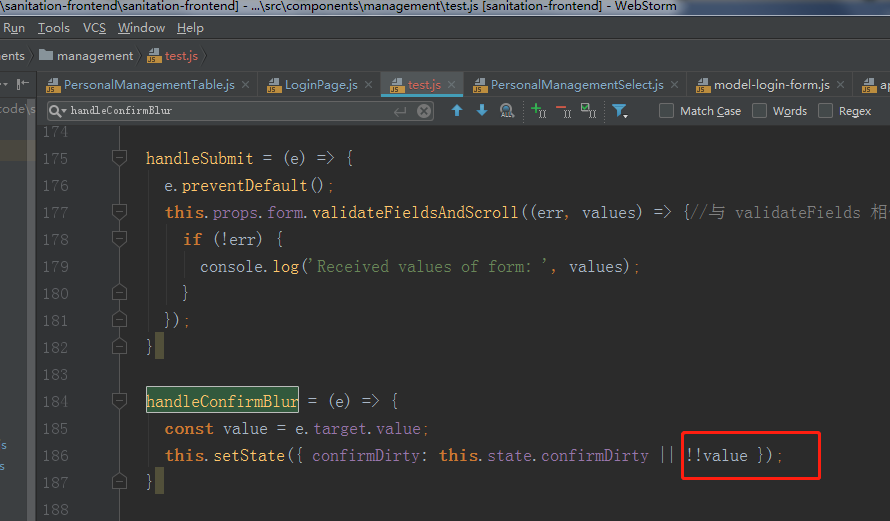 \sanitation-frontend\sanitation-frontend] - ...\src\components\management\test.js [sanitation-frontend] - WebStorm
Run Tools VCS Window Help
ents management test.js
PersonalManagementTable.js LoginPage.js test.js PersonalManagementSelect.js model-login-form.js ap
code\s
handleConfirmBlur Match Case Words Regex
174
175 handleSubmit = (e) => {
176 e.preventDefault();
177 this.props.form.validateFieldsAndScroll((err, values) => {//与 validateFields 相
178 if (!err) {
179 console.log('Received values of form: ', values);
180 }
181 });
182 }
183
184 handleConfirmBlur = (e) => {
185 const value = e.target.value;
186 this.setState({ confirmDirty: this.state.confirmDirty || !!value });
187 }
188